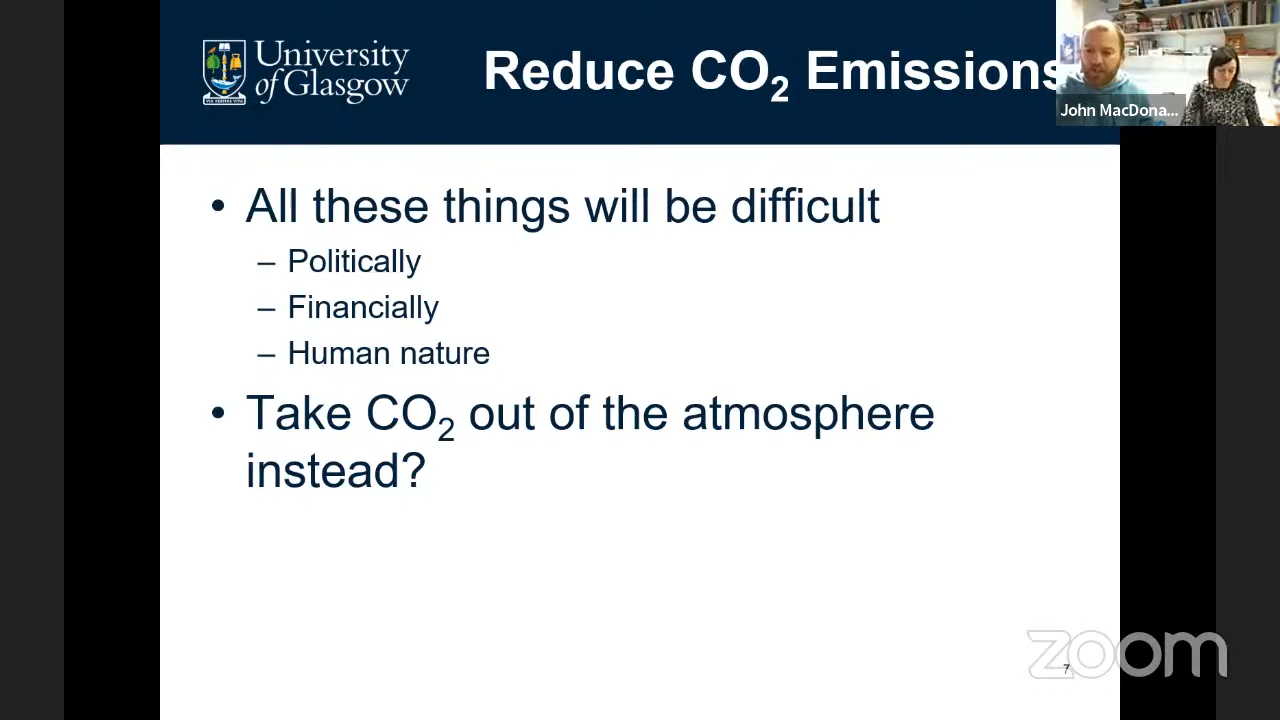 University
of Glasgow
Reduce CO₂ Emissions
John MacDona...
• All these things will be difficult
– Politically
– Financially
– Human nature
• Take CO₂ out of the atmosphere
instead?
zoom
7